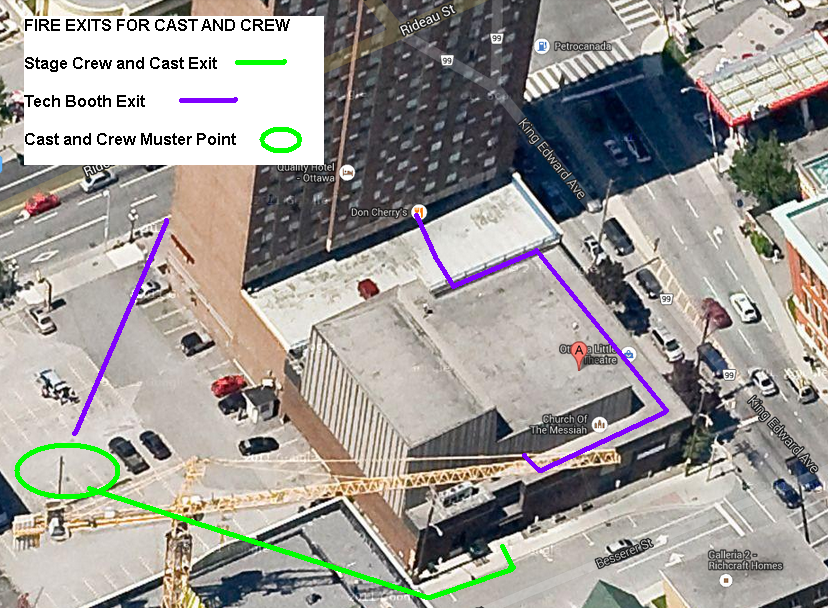 FIRE EXITS FOR CAST AND CREW
Stage Crew and Cast Exit
Tech Booth Exit
Cast and Crew Muster Point
Rideau St
99
99
Petrocanada
King Edward Ave
Quality Hotel
- Ottawa
Don Cherry's
99
A
Theatre
99
Church Of
The Messiah
King Edward Ave
Besserer St
Galleria 2 -
Richcraft Homes